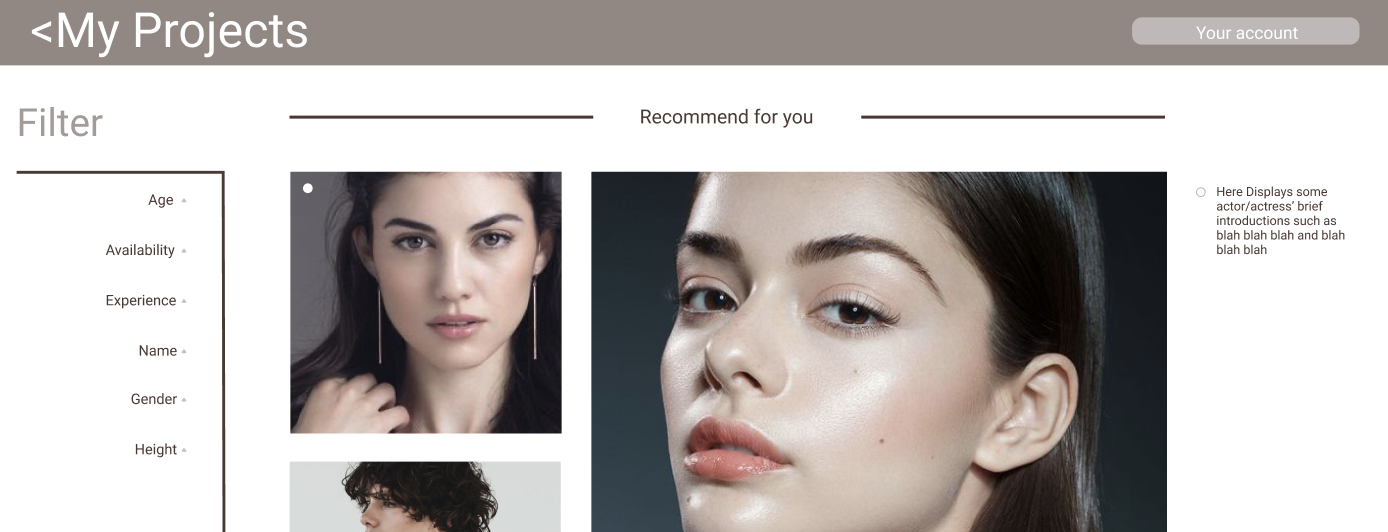 <My Projects
Your account
Filter
Recommend for you
Age
Availability
Experience
Name
Gender
Height
Here Displays some
actor/actress’ brief
introductions such as
blah blah blah and blah
blah blah